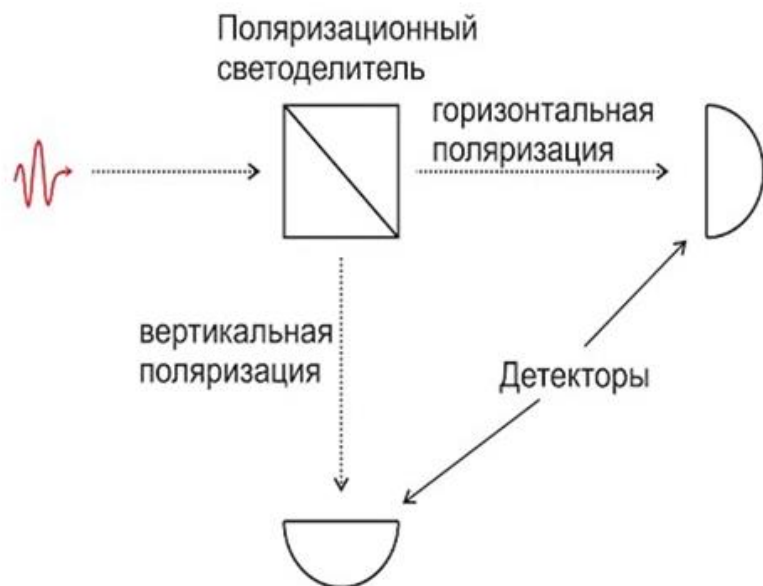 Поляризационный
светоделитель
горизонтальная
поляризация
вертикальная
поляризация
Детекторы